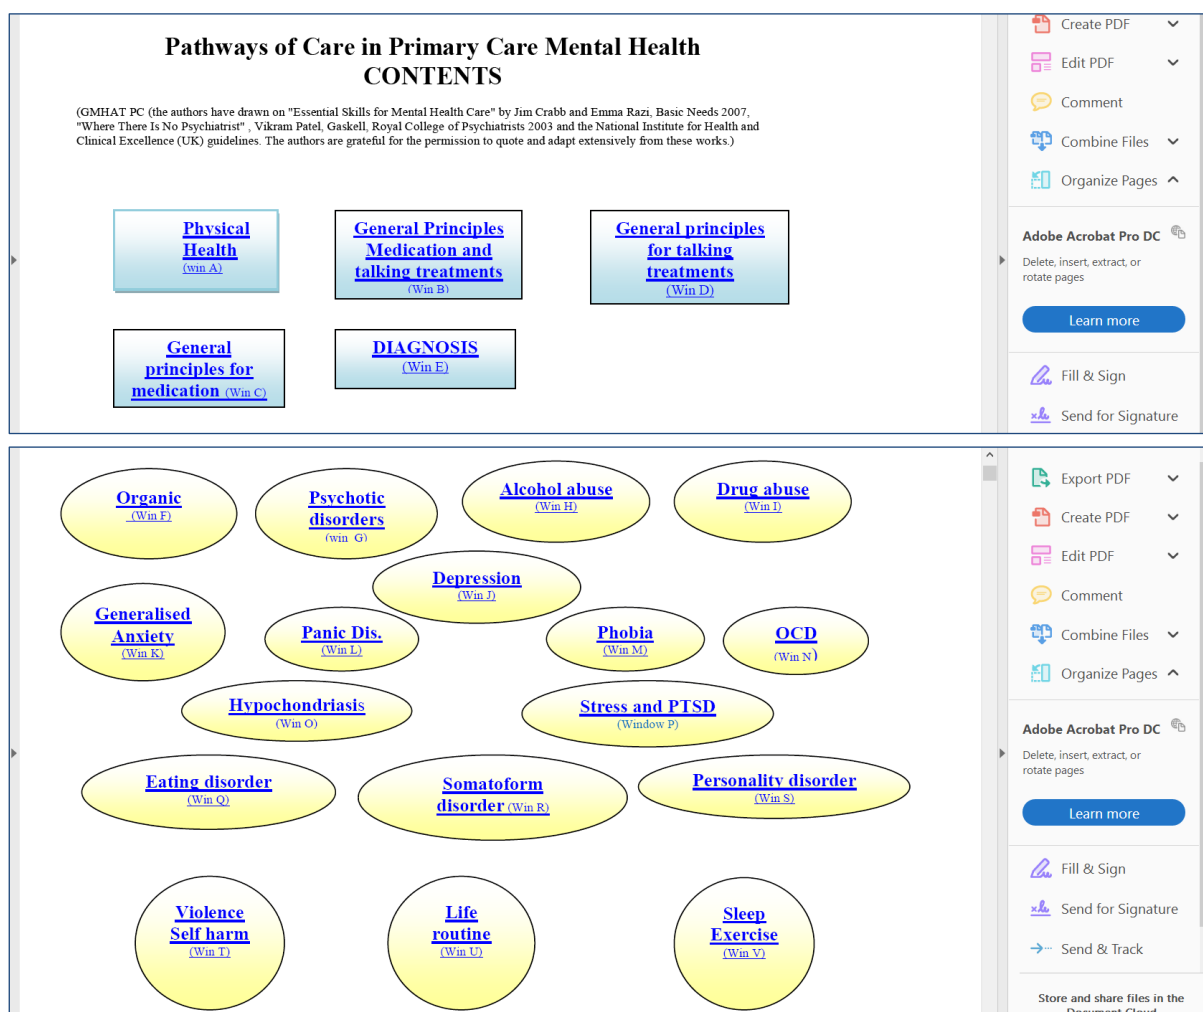 Pathways of Care in Primary Care Mental Health
CONTENTS
(GMHAT PC (the authors have drawn on "Essential Skills for Mental Health Care" by Jim Crabb and Emma Razi, Basic Needs 2007,
"Where There Is No Psychiatrist" , Vikram Patel, Gaskell, Royal College of Psychiatrists 2003 and the National Institute for Health and
Clinical Excellence (UK) guidelines. The authors are grateful for the permission to quote and adapt extensively from these works.)
Physical
Health
(win A)
General Principles
Medication and
talking treatments
(Win B)
General principles
for talking
treatments
(Win D)
General
principles for
medication (Win C)
DIAGNOSIS
(Win E)
Create PDF
Edit PDF
Comment
Combine Files
Organize Pages
Adobe Acrobat Pro DC
Delete, insert, extract, or
rotate pages
Learn more
Fill & Sign
Send for Signature
Organic
(Win F)
Psychotic
disorders
(win G)
Alcohol abuse
(Win H)
Drug abuse
(Win I)
Depression
(Win J)
Generalised
Anxiety
(Win K)
Panic Dis.
(Win L)
Phobia
(Win M)
OCD
(Win N)
Hypochondriasis
(Win O)
Stress and PTSD
(Window P)
Eating disorder
(Win Q)
Somatoform
disorder (Win R)
Personality disorder
(Win S)
Violence
Self harm
(Win T)
Life
routine
(Win U)
Sleep
Exercise
(Win V)
Export PDF
Create PDF
Edit PDF
Comment
Combine Files
Organize Pages
Adobe Acrobat Pro DC
Delete, insert, extract, or
rotate pages
Learn more
Fill & Sign
Send for Signature
Send & Track
Store and share files in the
Document Cloud